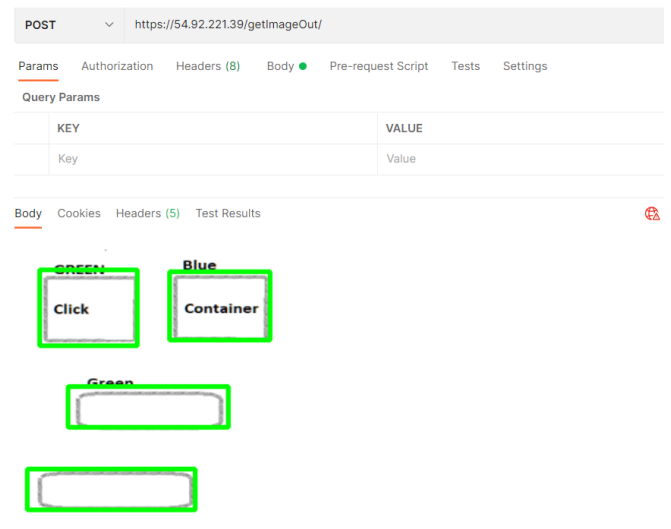 POST https://54.92.221.39/getImageOut/
Params Authorization Headers (8) Body Pre-request Script Tests Settings
Query Params
KEY VALUE
Key Value
Body Cookies Headers (5) Test Results
GREEN Blue
Click Container
Green